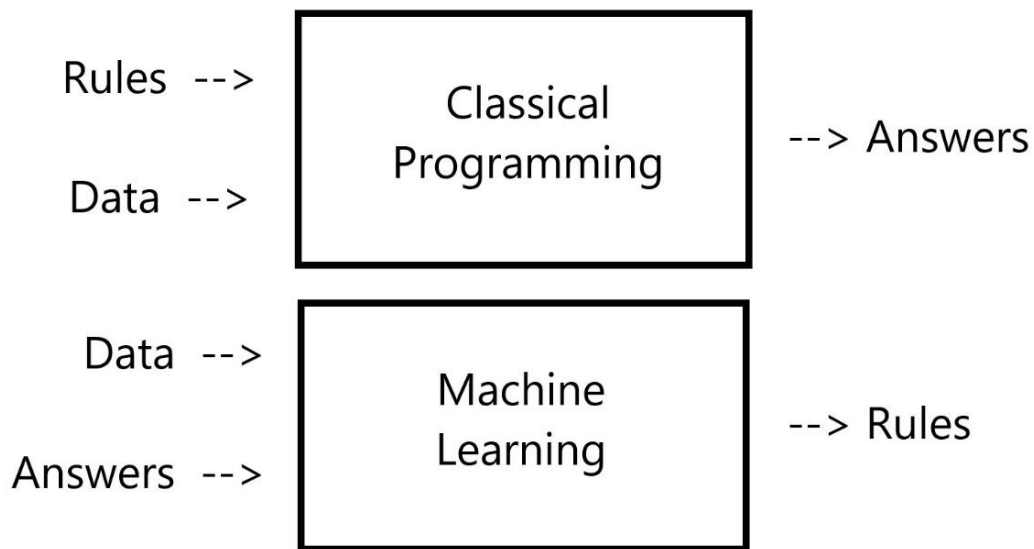 Rules -->
Data -->
Classical
Programming
--> Answers
Data -->
Answers -->
Machine
Learning
--> Rules